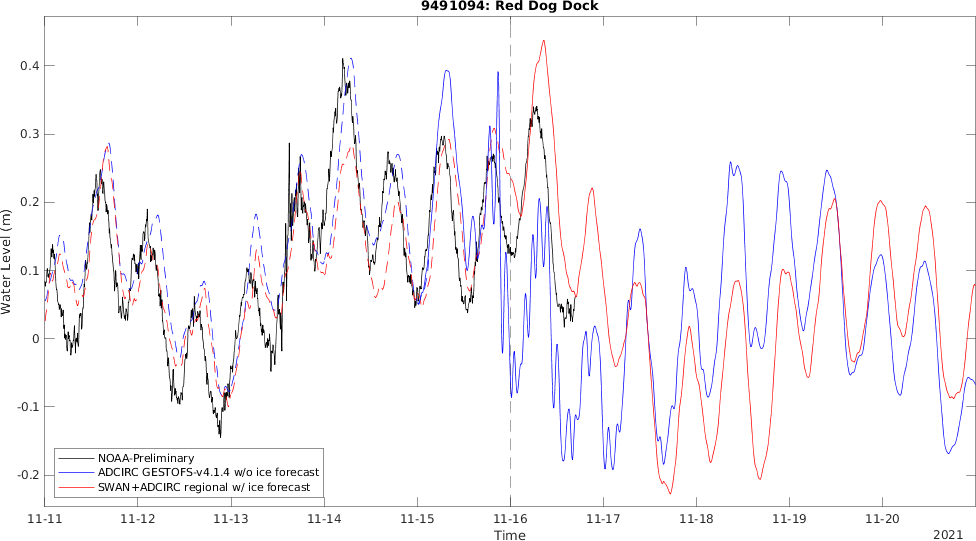 9491094: Red Dog Dock
Water Level (m)
0.4
0.3
0.2
0.1
0
-0.1
-0.2
NOAA-Preliminary
ADCIRC GESTOFS-v4.1.4 w/o ice forecast
SWAN+ADCIRC regional w/ ice forecast
11-11 11-12 11-13 11-14 11-15 11-16 11-17 11-18 11-19 11-20
Time
2021